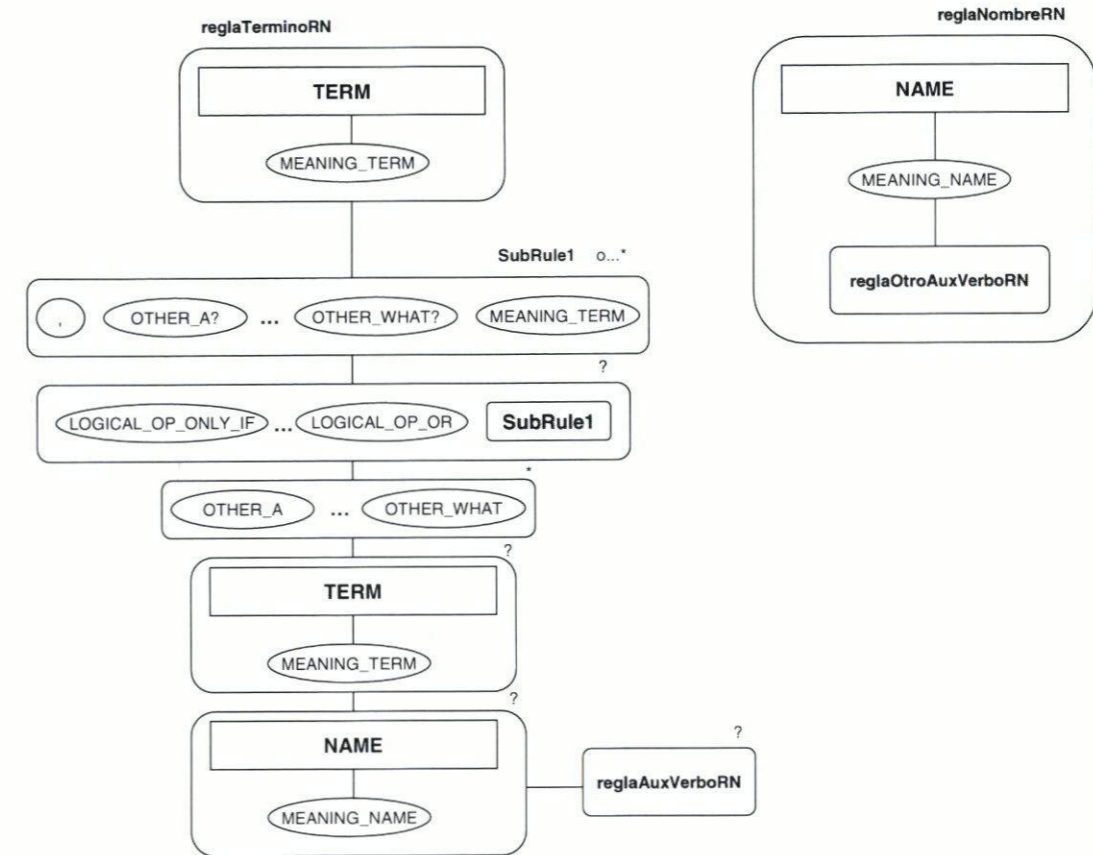 reglaTerminoRN
TERM
MEANING_TERM
SubRule1 o...*
, OTHER_A? ... OTHER_WHAT? MEANING_TERM
?
LOGICAL_OP_ONLY_IF ... LOGICAL_OP_OR SubRule1
*
OTHER_A ... OTHER_WHAT
?
TERM
MEANING_TERM
?
NAME
MEANING_NAME
?
reglaAuxVerboRN
reglaNombreRN
NAME
MEANING_NAME
reglaOtroAuxVerboRN